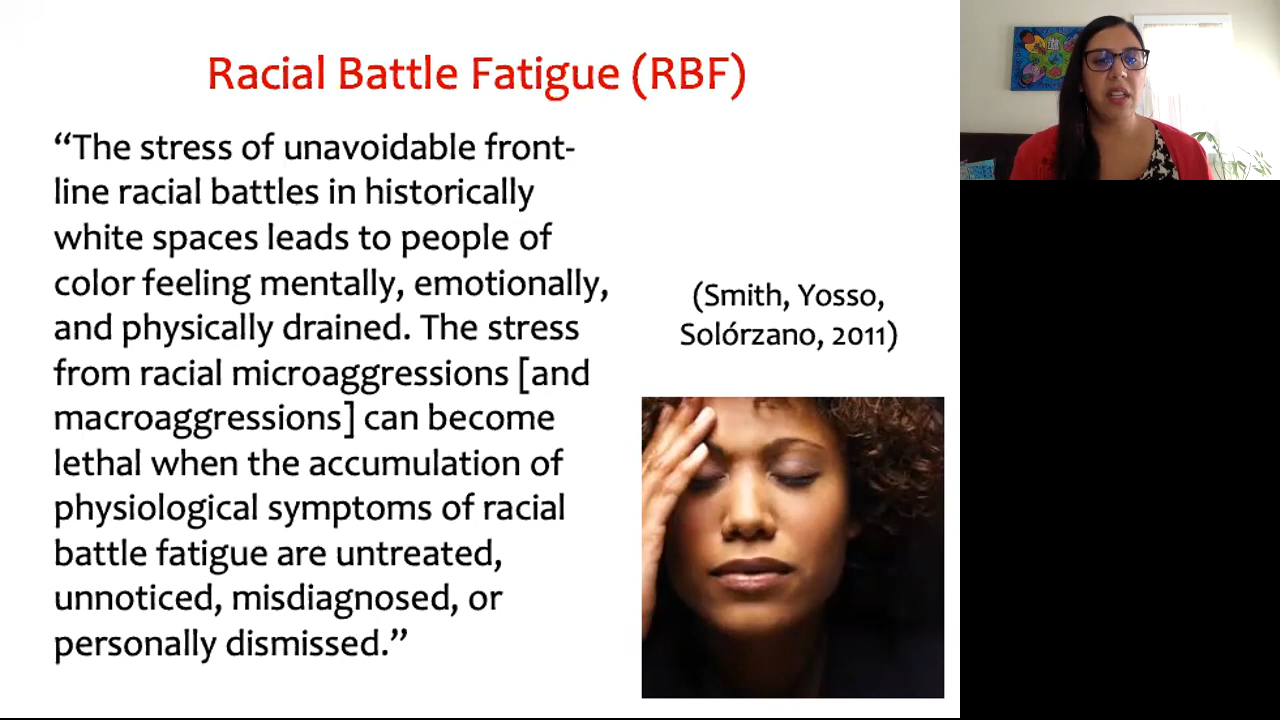 Racial Battle Fatigue (RBF)
“The stress of unavoidable front-
line racial battles in historically
white spaces leads to people of
color feeling mentally, emotionally,
and physically drained. The stress
from racial microaggressions [and
macroaggressions] can become
lethal when the accumulation of
physiological symptoms of racial
battle fatigue are untreated,
unnoticed, misdiagnosed, or
personally dismissed.”
(Smith, Yosso,
Solórzano, 2011)